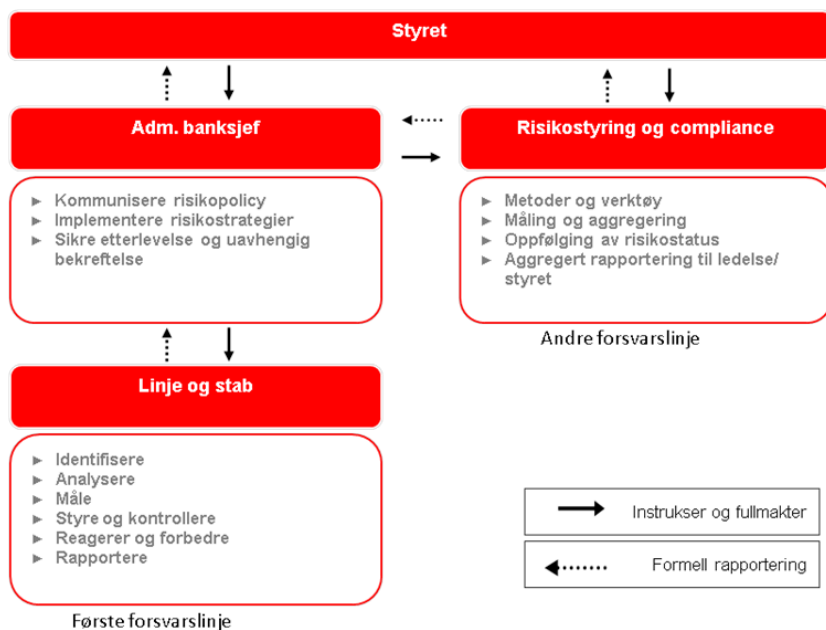 Styret
Adm. banksjef
Risikostyring og compliance
► Kommunisere risikopolicy
► Implementere risikostrategier
► Sikre etterlevelse og uavhengig
bekreftelse
► Metoder og verktøy
► Måling og aggregering
► Oppfølging av risikostatus
► Aggregert rapportering til ledelse/
styret
Andre forsvarslinje
Linje og stab
► Identifisere
► Analysere
► Måle
► Styre og kontrollere
► Reagerer og forbedre
► Rapportere
Første forsvarslinje
Instrukser og fullmakter
Formell rapportering